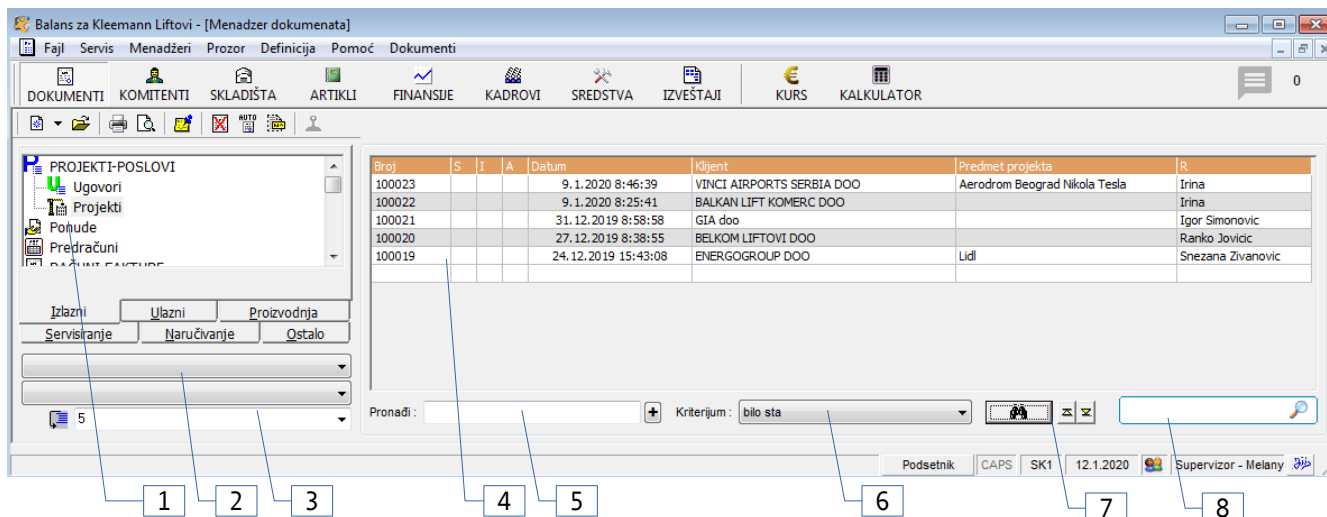 Balans za Kleemann Liftovi - [Menadzer dokumenata]
Fajl Servis Menadžeri Prozor Definicija Pomoć Dokumenti
DOKUMENTI KOMITENTI SKLADIŠTA ARTIKLI FINANSIJE KADROVI SREDSTVA IZVEŠTAJI KURS KALKULATOR 0
AUTO
PROJEKTI-POSLOVI
Ugovori
Projekti
Ponude
Predračuni
RAČUNI-FAKTURE
Izlazni Ulazni Proizvodnja
Servisiranje Naručivanje Ostalo
5
Broj S I A Datum Klijent Predmet projekta R
100023 9.1.2020 8:46:39 VINCI AIRPORTS SERBIA DOO Aerodrom Beograd Nikola Tesla Irina
100022 9.1.2020 8:25:41 BALKAN LIFT KOMERC DOO Irina
100021 31.12.2019 8:58:58 GIA doo Igor Simonovic
100020 27.12.2019 8:38:55 BELKOM LIFTOVI DOO Ranko Jovicic
100019 24.12.2019 15:43:08 ENERGOGROUP DOO Lidl Snezana Zivanovic
Pronađi : Kriterijum : bilo sta
Podsetnik CAPS SK1 12.1.2020 Supervizor - Melany
1 2 3 4 5 6 7 8